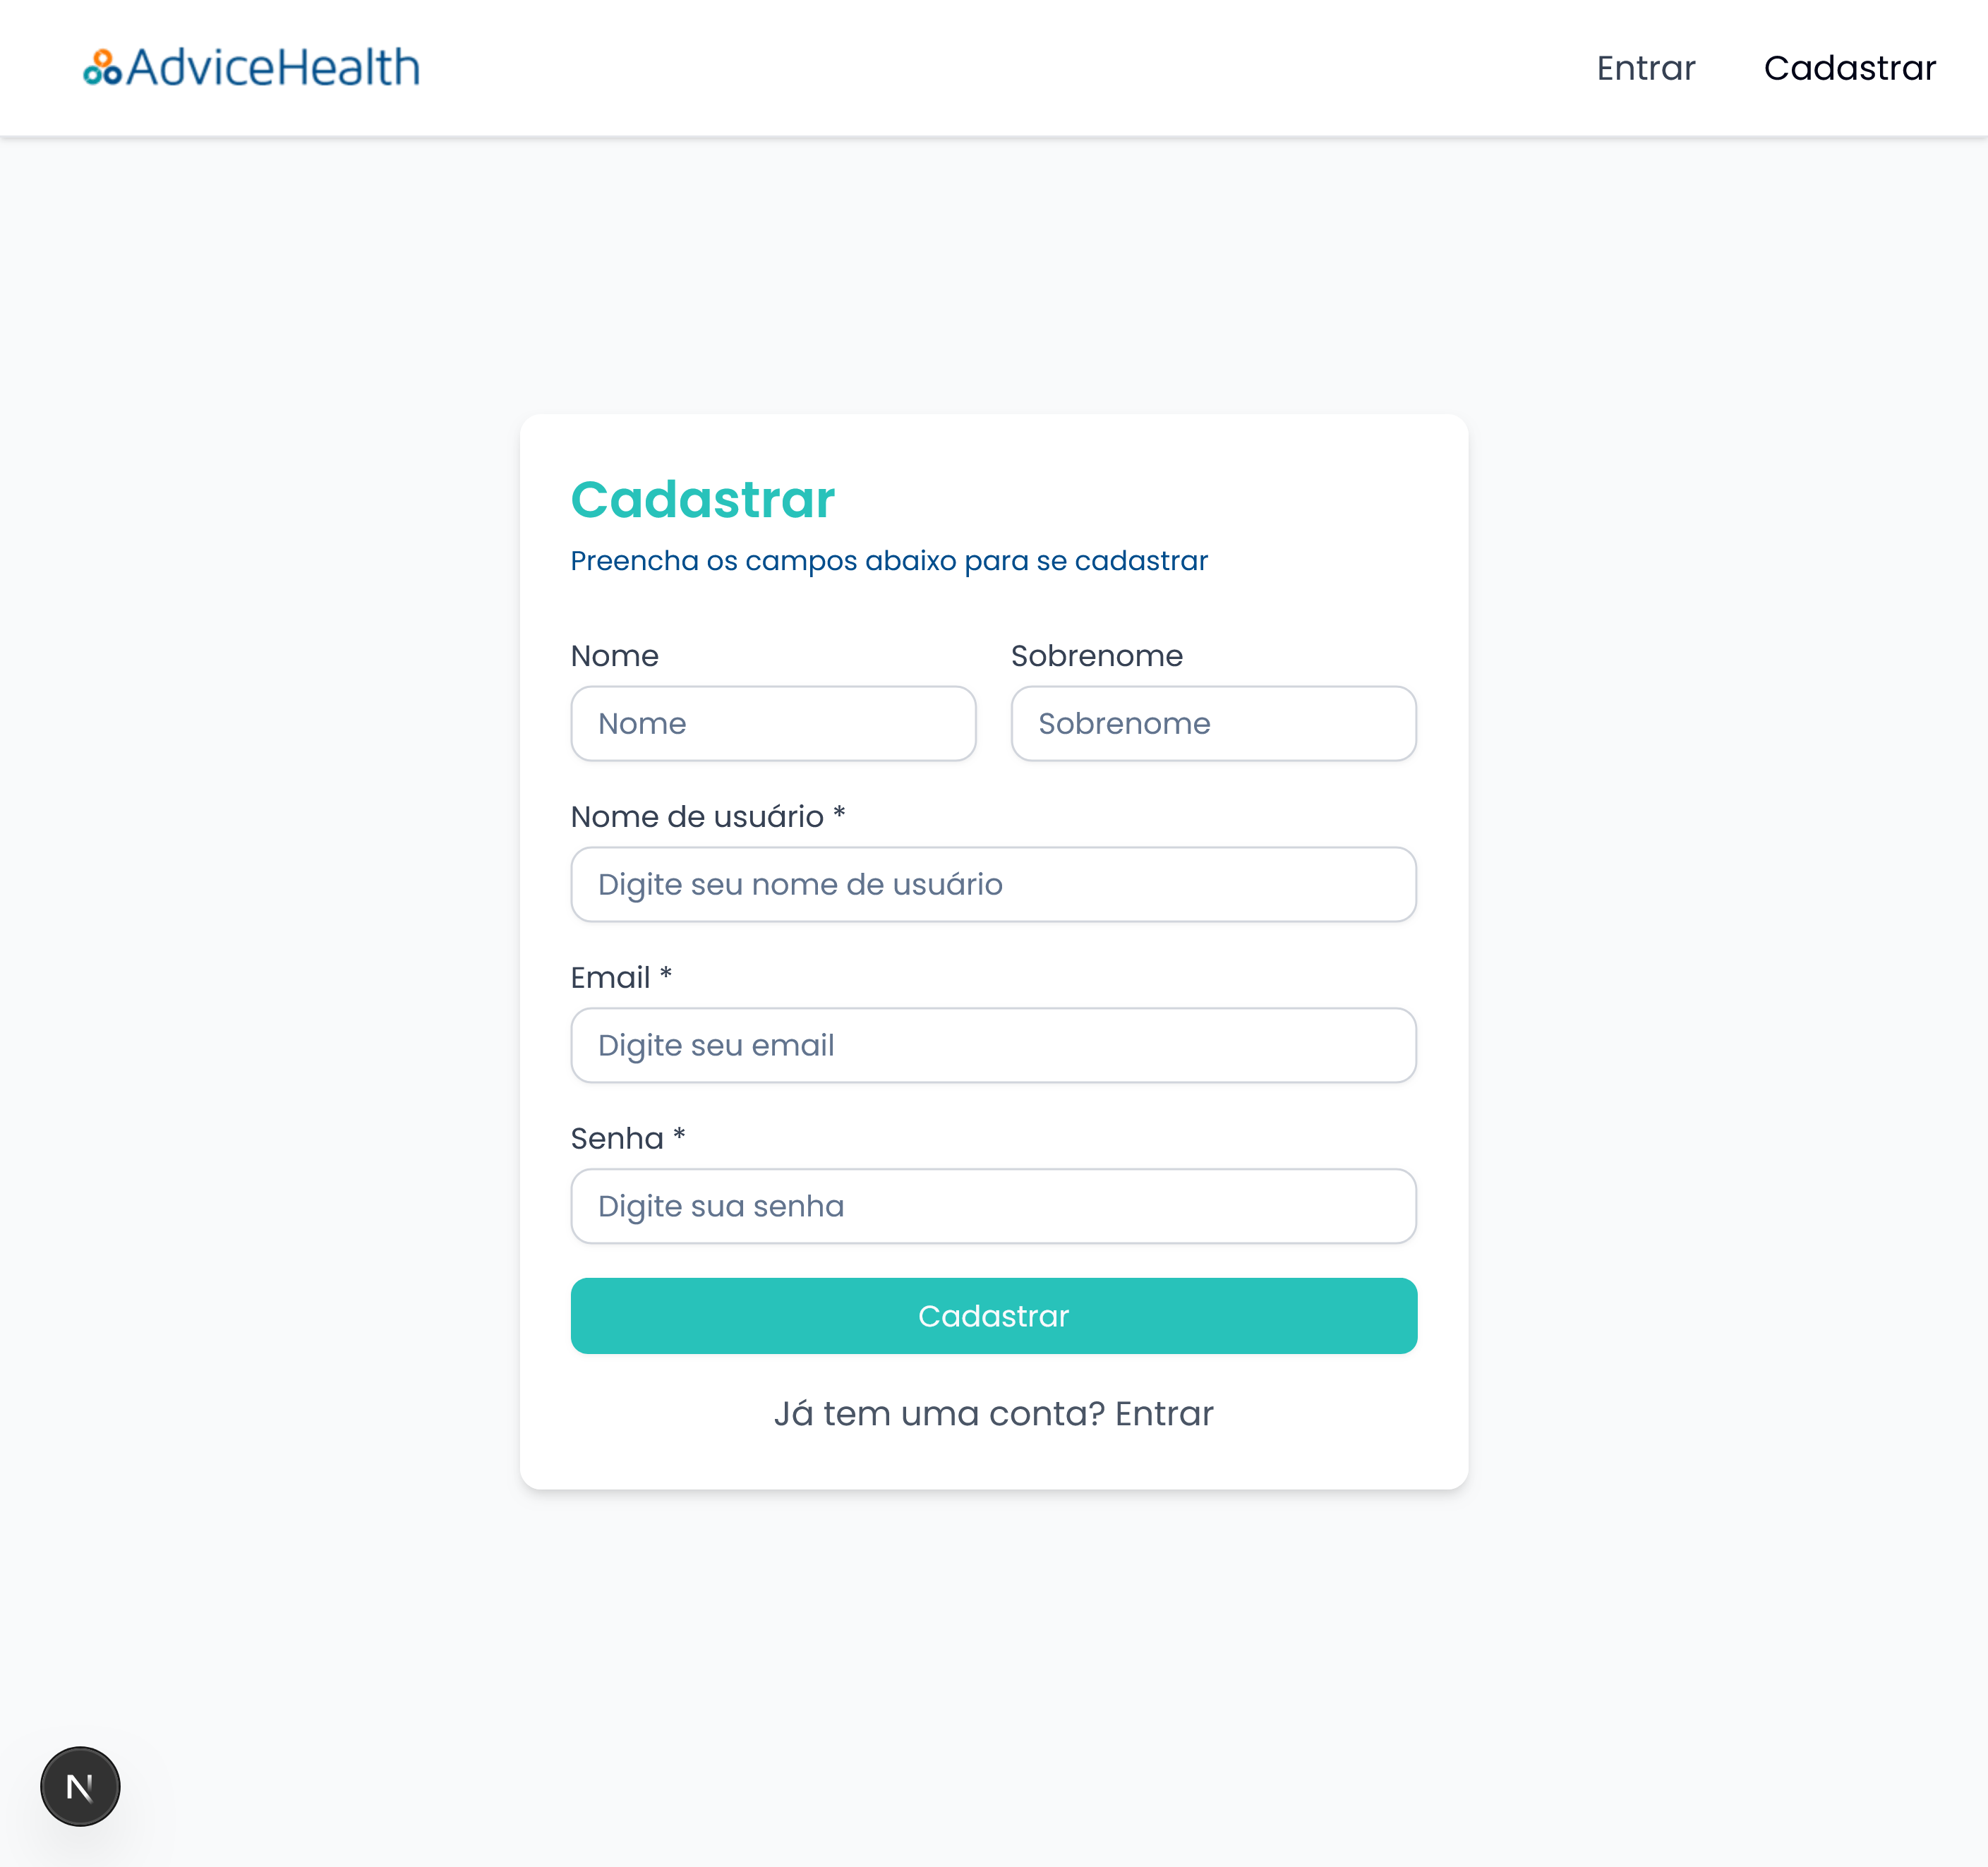 AdviceHealth
Entrar
Cadastrar
Cadastrar
Preencha os campos abaixo para se cadastrar
Nome
Sobrenome
Nome
Sobrenome
Nome de usuário *
Digite seu nome de usuário
Email *
Digite seu email
Senha *
Digite sua senha
Cadastrar
Já tem uma conta? Entrar
N